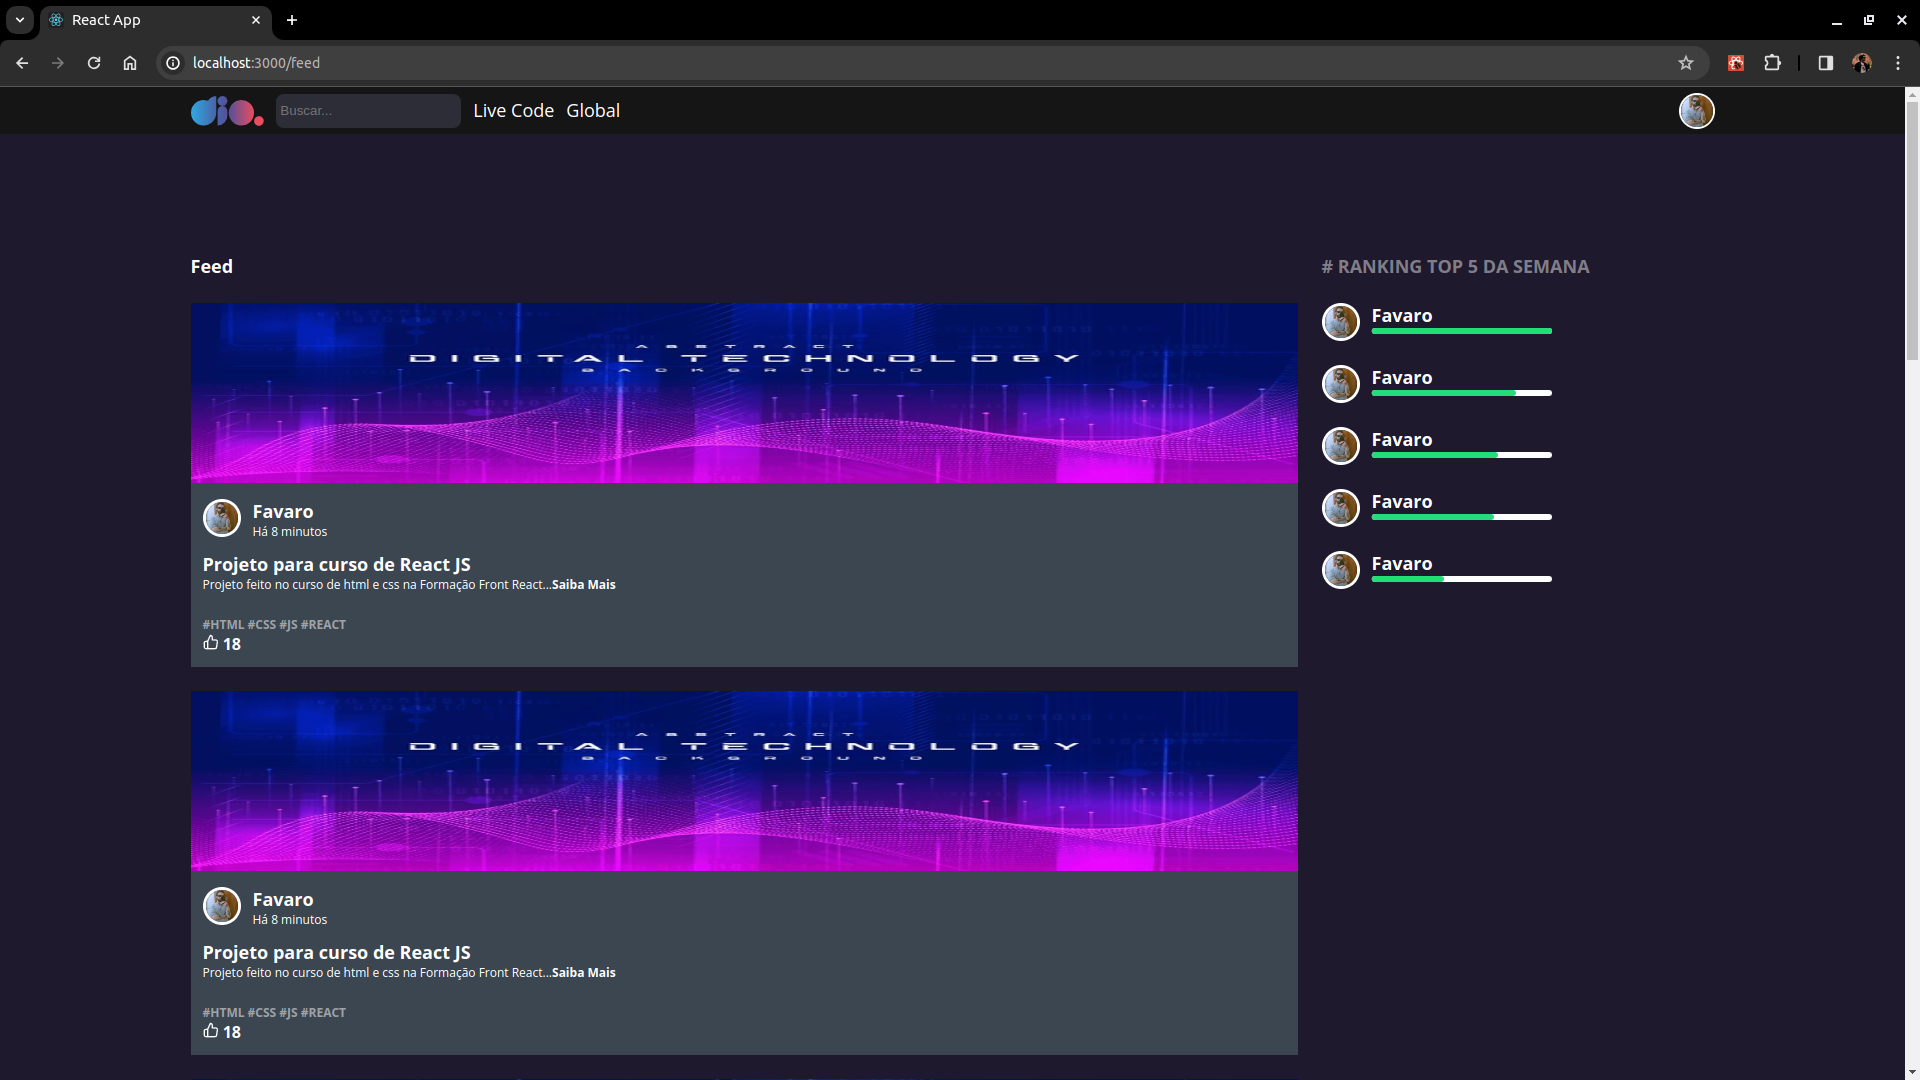 React App
localhost:3000/feed
dio.
Buscar...
Live Code
Global
Feed
ABSTRACT
DIGITAL TECHNOLOGY
BACKGROUND
Favaro
Há 8 minutos
Projeto para curso de React JS
Projeto feito no curso de html e css na Formação Front React...Saiba Mais
#HTML #CSS #JS #REACT
18
ABSTRACT
DIGITAL TECHNOLOGY
BACKGROUND
Favaro
Há 8 minutos
Projeto para curso de React JS
Projeto feito no curso de html e css na Formação Front React...Saiba Mais
#HTML #CSS #JS #REACT
18
# RANKING TOP 5 DA SEMANA
Favaro
Favaro
Favaro
Favaro
Favaro